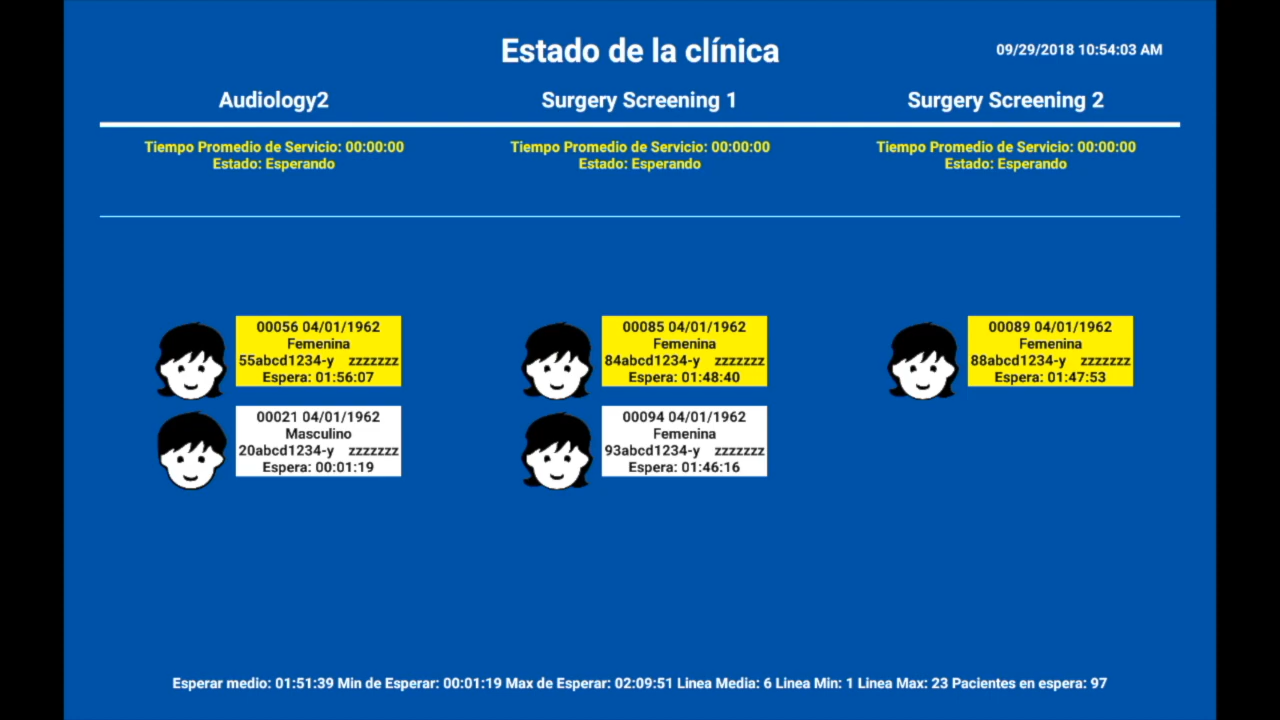 Estado de la clínica
09/29/2018 10:54:03 AM
Audiology2
Tiempo Promedio de Servicio: 00:00:00
Estado: Esperando
00056 04/01/1962
Femenina
55abcd1234-y zzzzzzz
Espera: 01:56:07
00021 04/01/1962
Masculino
20abcd1234-y zzzzzzz
Espera: 00:01:19
Surgery Screening 1
Tiempo Promedio de Servicio: 00:00:00
Estado: Esperando
00085 04/01/1962
Femenina
84abcd1234-y zzzzzzz
Espera: 01:48:40
00094 04/01/1962
Femenina
93abcd1234-y zzzzzzz
Espera: 01:46:16
Surgery Screening 2
Tiempo Promedio de Servicio: 00:00:00
Estado: Esperando
00089 04/01/1962
Femenina
88abcd1234-y zzzzzzz
Espera: 01:47:53
Esperar medio: 01:51:39 Min de Esperar: 00:01:19 Max de Esperar: 02:09:51 Linea Media: 6 Linea Min: 1 Linea Max: 23 Pacientes en espera: 97